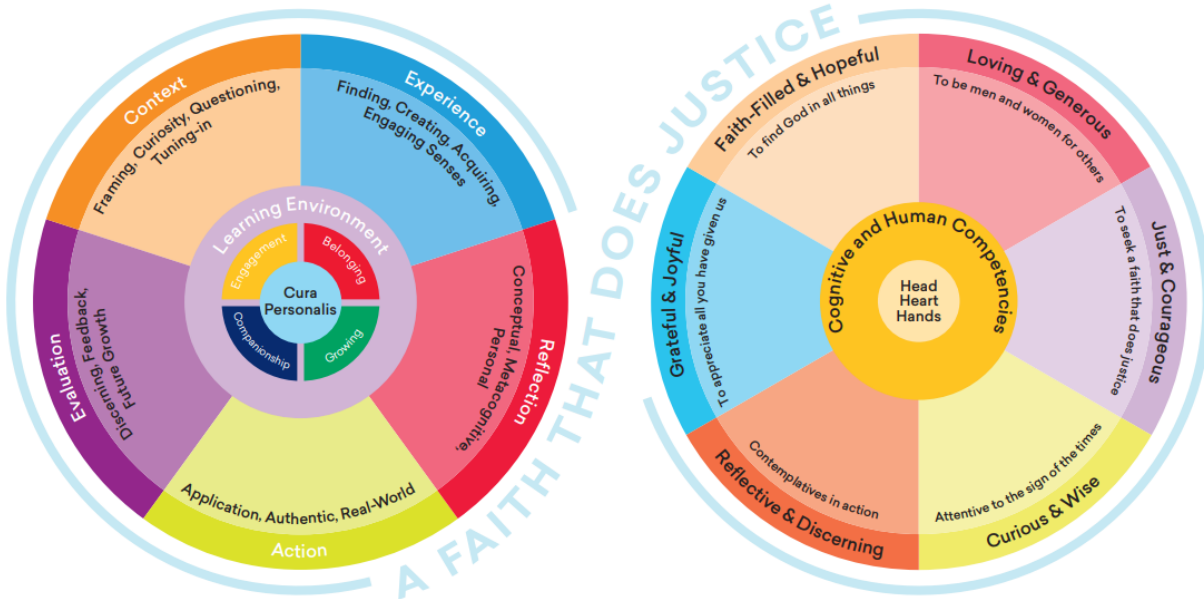 Context
Framing, Curiosity, Questioning,
Tuning-in
Experience
Finding, Creating, Acquiring,
Engaging Senses
Reflection
Conceptual, Metacognitive,
Personal
Action
Application, Authentic, Real-World
Evaluation
Discerning, Feedback,
Future Growth
Learning Environment
Engagement
Belonging
Growing
Companionship
Cura
Personalis
A FAITH THAT DOES JUSTICE
Faith-Filled & Hopeful
To find God in all things
Loving & Generous
To be men and women for others
Just & Courageous
To seek a faith that does justice
Curious & Wise
Attentive to the sign of the times
Reflective & Discerning
Contemplatives in action
Grateful & Joyful
To appreciate all you have given us
Cognitive and Human Competencies
Head
Heart
Hands